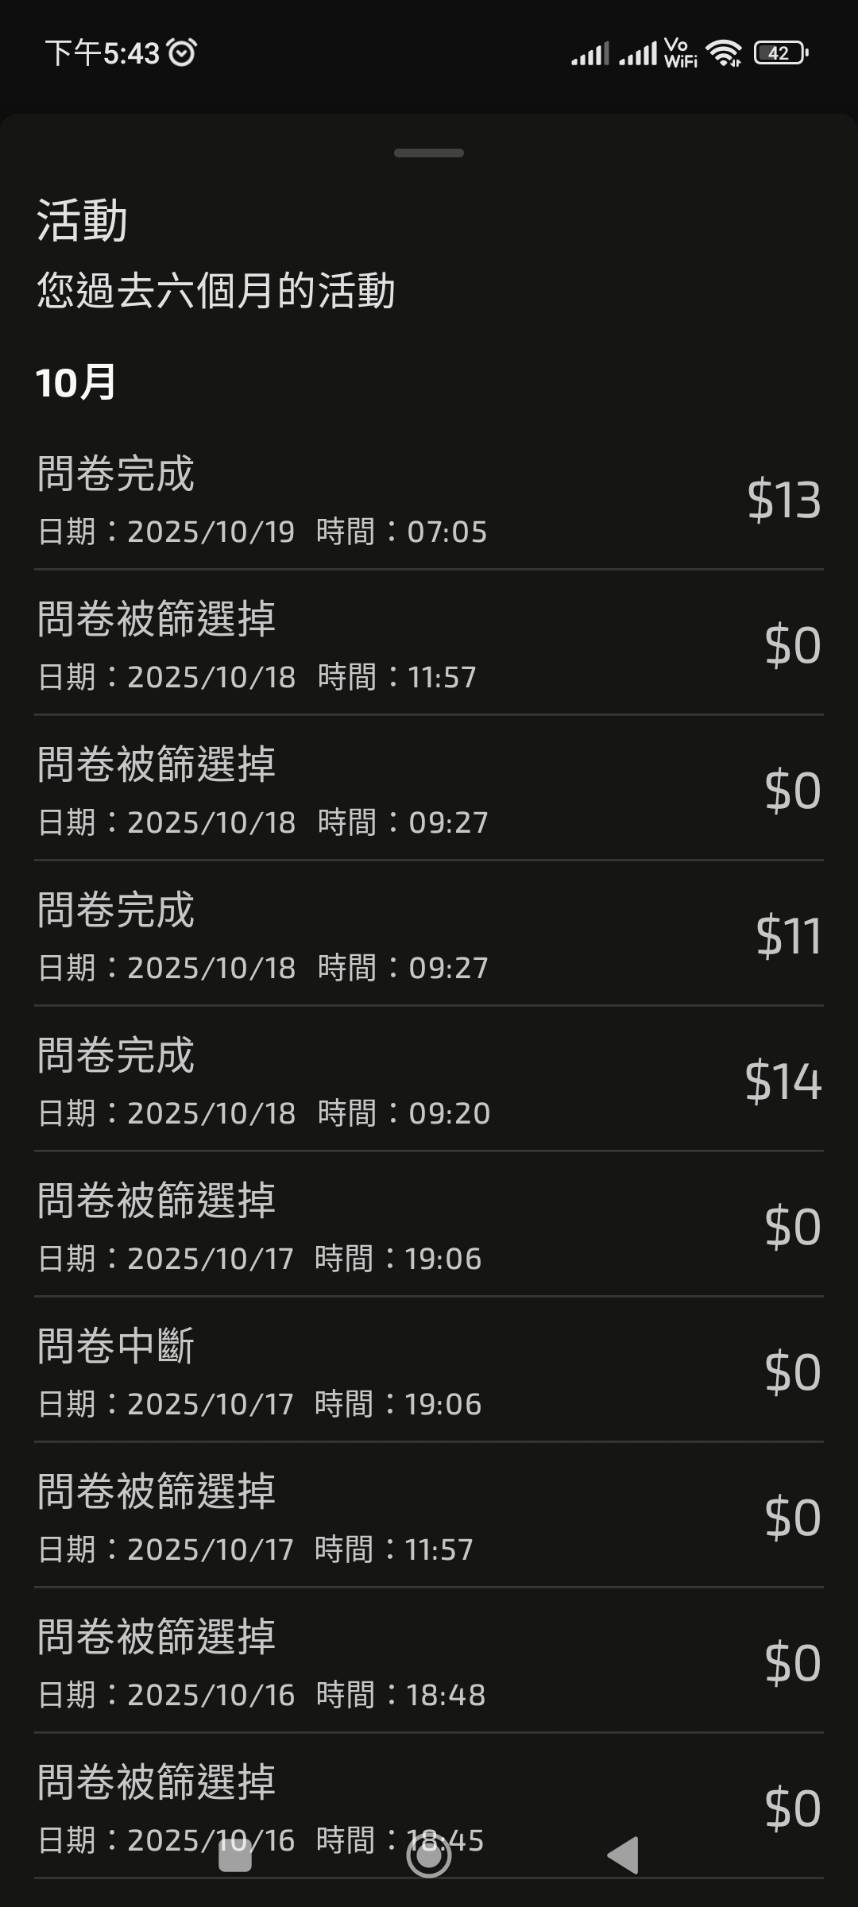 下午5:43
Vo
WiFi
42
活動
您過去六個月的活動
10月
問卷完成
$13
日期：2025/10/19 時間：07:05
問卷被篩選掉
$0
日期：2025/10/18 時間：11:57
問卷被篩選掉
$0
日期：2025/10/18 時間：09:27
問卷完成
$11
日期：2025/10/18 時間：09:27
問卷完成
$14
日期：2025/10/18 時間：09:20
問卷被篩選掉
$0
日期：2025/10/17 時間：19:06
問卷中斷
$0
日期：2025/10/17 時間：19:06
問卷被篩選掉
$0
日期：2025/10/17 時間：11:57
問卷被篩選掉
$0
日期：2025/10/16 時間：18:48
問卷被篩選掉
$0
日期：2025/10/16 時間：18:45